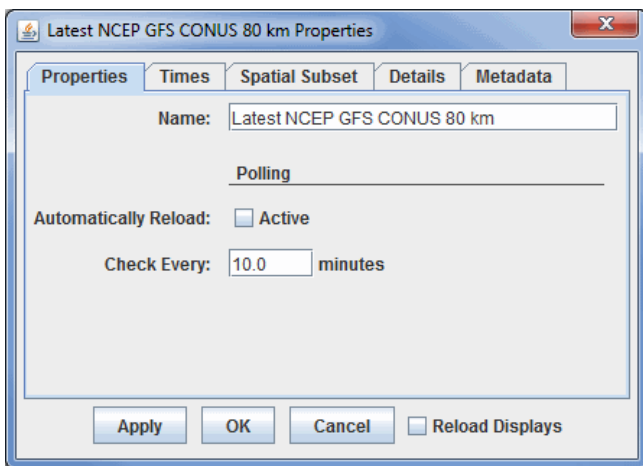 Latest NCEP GFS CONUS 80 km Properties
Properties Times Spatial Subset Details Metadata
Name: Latest NCEP GFS CONUS 80 km
Polling
Automatically Reload: Active
Check Every: 10.0 minutes
Apply OK Cancel Reload Displays